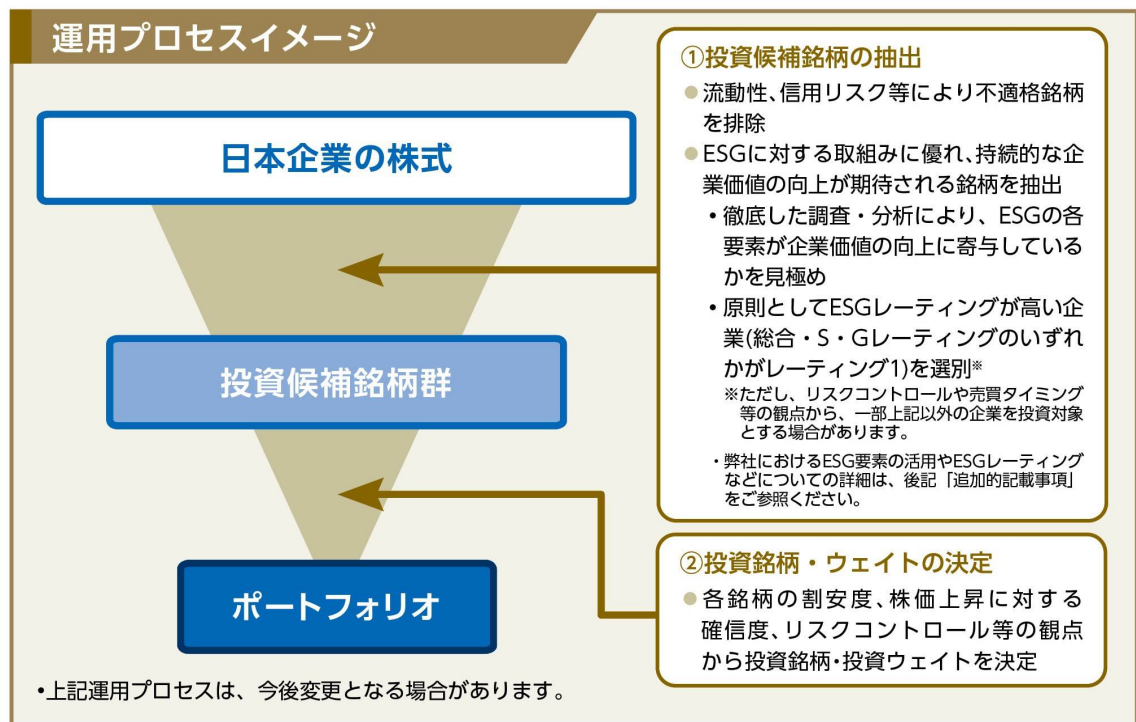 運用プロセスイメージ
日本企業の株式
投資候補銘柄群
ポートフォリオ
•上記運用プロセスは、今後変更となる場合があります。
①投資候補銘柄の抽出
●流動性、信用リスク等により不適格銘柄
を排除
●ESGに対する取組みに優れ、持続的な企
業価値の向上が期待される銘柄を抽出
・徹底した調査・分析により、ESGの各
要素が企業価値の向上に寄与している
かを見極め
・原則としてESGレーティングが高い企
業(総合・S・Gレーティングのいずれ
かがレーティング1)を選別※
※ただし、リスクコントロールや売買タイミング
等の観点から、一部上記以外の企業を投資対象
とする場合があります。
・弊社におけるESG要素の活用やESGレーティング
などについての詳細は、後記「追加的記載事項」
をご参照ください。
②投資銘柄・ウェイトの決定
●各銘柄の割安度、株価上昇に対する
確信度、リスクコントロール等の観点
から投資銘柄・投資ウェイトを決定